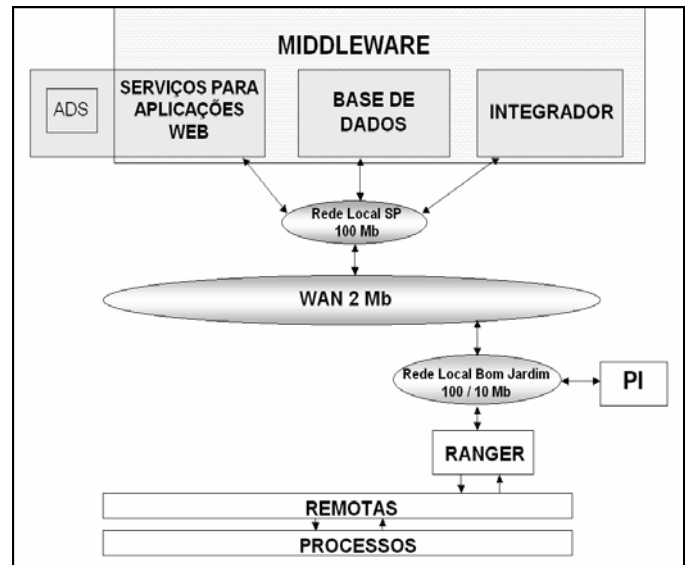 MIDDLEWARE
ADS
SERVIÇOS PARA
APLICAÇÕES
WEB
BASE DE
DADOS
INTEGRADOR
Rede Local SP
100 Mb
WAN 2 Mb
Rede Local Bom Jardim
100 / 10 Mb
PI
RANGER
REMOTAS
PROCESSOS